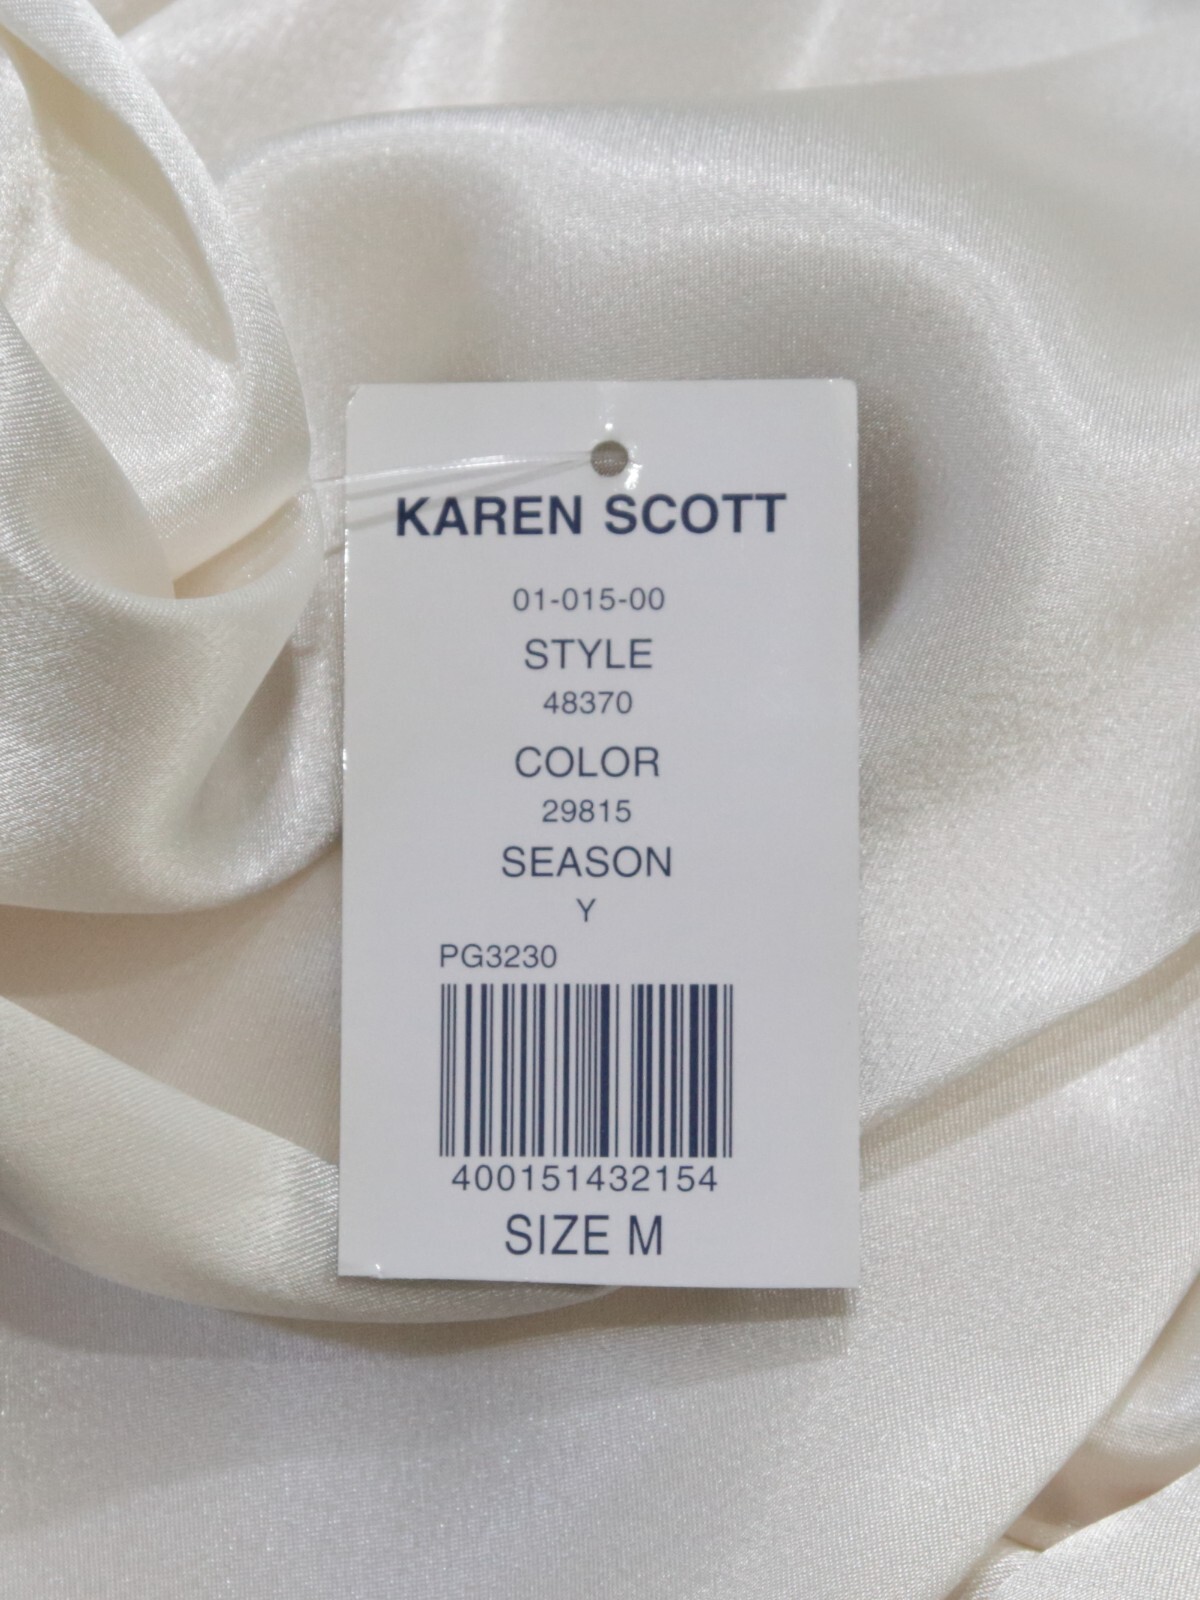 KAREN SCOTT
01-015-00
STYLE
48370
COLOR
29815
SEASON
Y
PG3230
400151432154
SIZE M